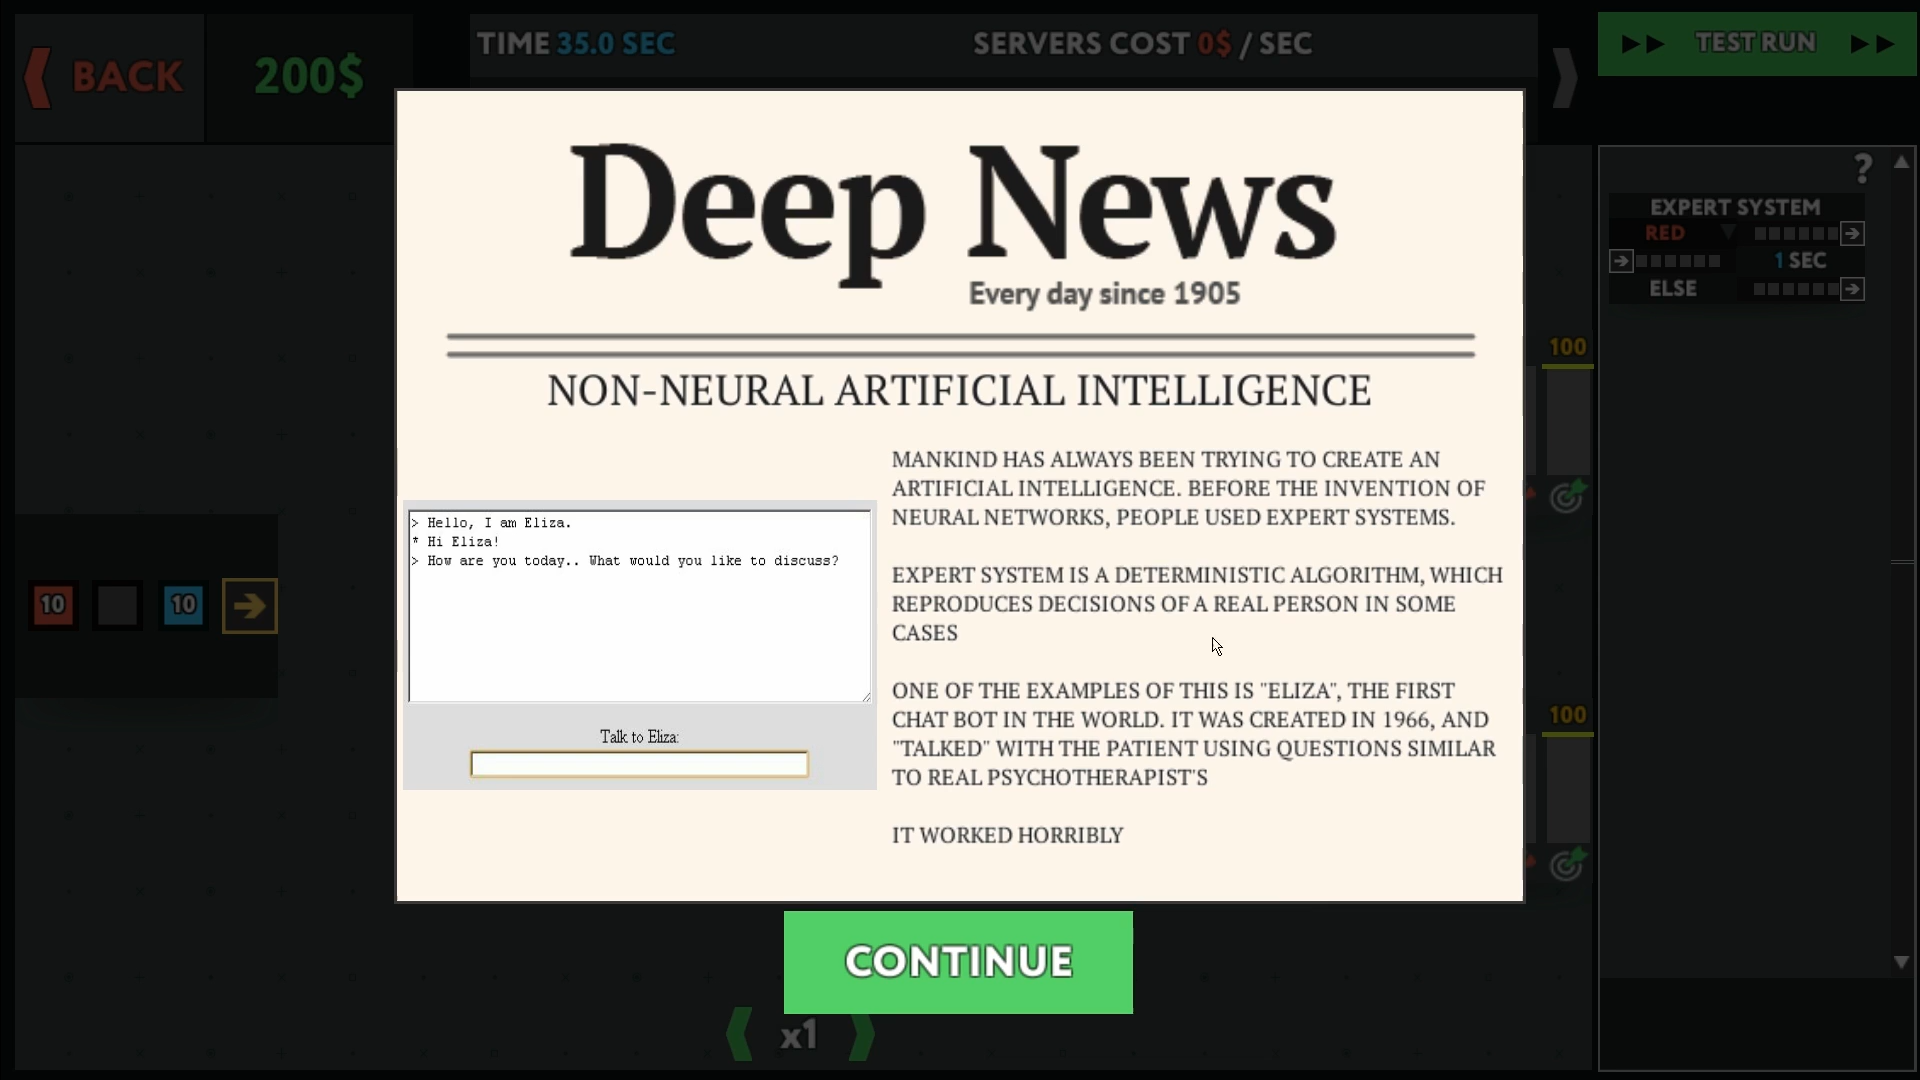 BACK
200$
TIME 35.0 SEC
SERVERS COST 0$ / SEC
TEST RUN
Deep News
Every day since 1905
NON-NEURAL ARTIFICIAL INTELLIGENCE
> Hello, I am Eliza.
* Hi Eliza!
> How are you today.. What would you like to discuss?
Talk to Eliza:
MANKIND HAS ALWAYS BEEN TRYING TO CREATE AN
ARTIFICIAL INTELLIGENCE. BEFORE THE INVENTION OF
NEURAL NETWORKS, PEOPLE USED EXPERT SYSTEMS.
EXPERT SYSTEM IS A DETERMINISTIC ALGORITHM, WHICH
REPRODUCES DECISIONS OF A REAL PERSON IN SOME
CASES
ONE OF THE EXAMPLES OF THIS IS "ELIZA", THE FIRST
CHAT BOT IN THE WORLD. IT WAS CREATED IN 1966, AND
"TALKED" WITH THE PATIENT USING QUESTIONS SIMILAR
TO REAL PSYCHOTHERAPIST'S
IT WORKED HORRIBLY
10
10
?
EXPERT SYSTEM
RED
1 SEC
ELSE
100
100
CONTINUE
x1